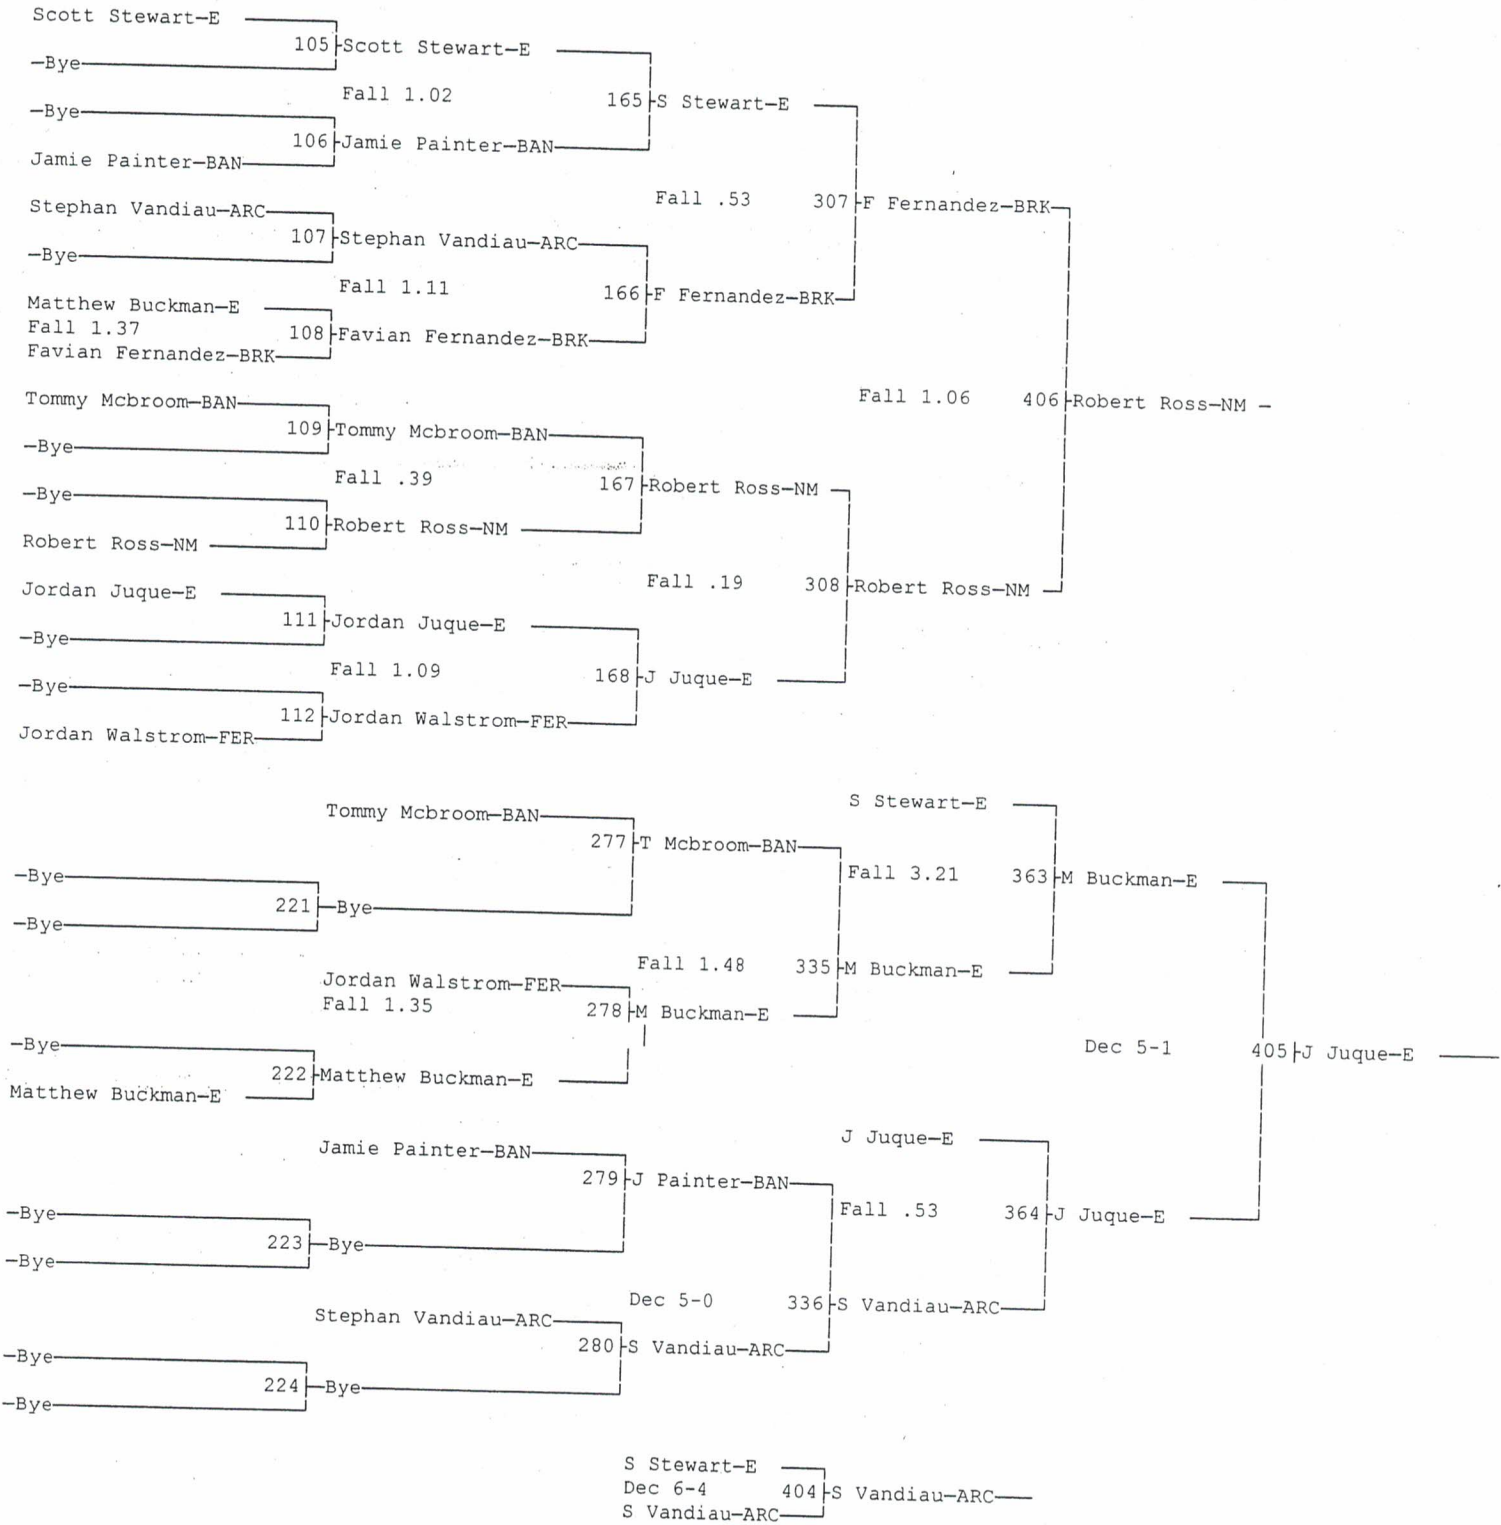 Scott Stewart-E
105 Scott Stewart-E
-Bye
Fall 1.02
165 S Stewart-E
-Bye
106 Jamie Painter-BAN
Jamie Painter-BAN
Fall .53
307 F Fernandez-BRK
Stephan Vandiau-ARC
107 Stephan Vandiau-ARC
-Bye
Fall 1.11
166 F Fernandez-BRK
Matthew Buckman-E
Fall 1.37
108 Favian Fernandez-BRK
Favian Fernandez-BRK
Fall 1.06
406 Robert Ross-NM -
Tommy Mcbroom-BAN
109 Tommy Mcbroom-BAN
-Bye
Fall .39
167 Robert Ross-NM
-Bye
110 Robert Ross-NM
Robert Ross-NM
Fall .19
308 Robert Ross-NM
Jordan Juque-E
111 Jordan Juque-E
-Bye
Fall 1.09
168 J Juque-E
-Bye
112 Jordan Walstrom-FER
Jordan Walstrom-FER
S Stewart-E
Tommy Mcbroom-BAN
277 T Mcbroom-BAN
Fall 3.21
363 M Buckman-E
-Bye
221 -Bye
-Bye
Fall 1.48
335 M Buckman-E
Jordan Walstrom-FER
Fall 1.35
278 M Buckman-E
-Bye
222 Matthew Buckman-E
Matthew Buckman-E
Dec 5-1
405 J Juque-E
J Juque-E
Jamie Painter-BAN
279 J Painter-BAN
Fall .53
364 J Juque-E
-Bye
223 -Bye
-Bye
Dec 5-0
336 S Vandiau-ARC
Stephan Vandiau-ARC
280 S Vandiau-ARC
-Bye
224 -Bye
-Bye
S Stewart-E
Dec 6-4
404 S Vandiau-ARC
S Vandiau-ARC